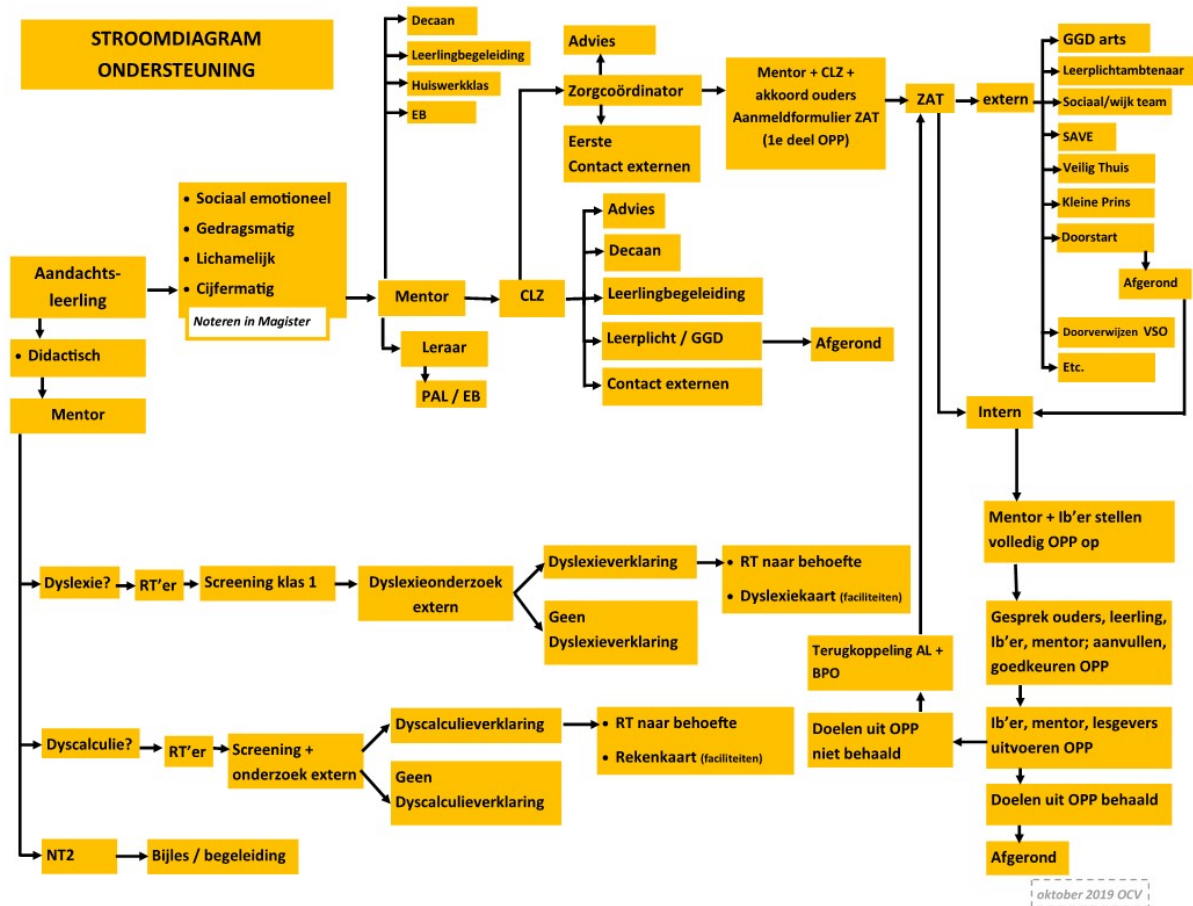 STROOMDIAGRAM
ONDERSTEUNING
Aandachts-
leerling
• Didactisch
Mentor
• Sociaal emotioneel
• Gedragsmatig
• Lichamelijk
• Cijfermatig
Noteren in Magister
Mentor
Decaan
Leerlingbegeleiding
Huiswerkklas
EB
Leraar
PAL / EB
CLZ
Advies
Zorgcoördinator
Eerste
Contact externen
Advies
Decaan
Leerlingbegeleiding
Leerplicht / GGD
Afgerond
Contact externen
Mentor + CLZ +
akkoord ouders
Aanmeldformulier ZAT
(1e deel OPP)
ZAT
extern
GGD arts
Leerplichtambtenaar
Sociaal/wijk team
SAVE
Veilig Thuis
Kleine Prins
Doorstart
Afgerond
Doorverwijzen VSO
Etc.
Intern
Mentor + Ib’er stellen
volledig OPP op
Gesprek ouders, leerling,
Ib’er, mentor; aanvullen,
goedkeuren OPP
Ib’er, mentor, lesgevers
uitvoeren OPP
Doelen uit OPP
niet behaald
Terugkoppeling AL +
BPO
Doelen uit OPP behaald
Afgerond
Dyslexie?
RT’er
Screening klas 1
Dyslexieonderzoek
extern
Dyslexieverklaring
• RT naar behoefte
• Dyslexiekaart (faciliteiten)
Geen
Dyslexieverklaring
Dyscalculie?
RT’er
Screening +
onderzoek extern
Dyscalculieverklaring
• RT naar behoefte
• Rekenkaart (faciliteiten)
Geen
Dyscalculieverklaring
NT2
Bijles / begeleiding
oktober 2019 OCV